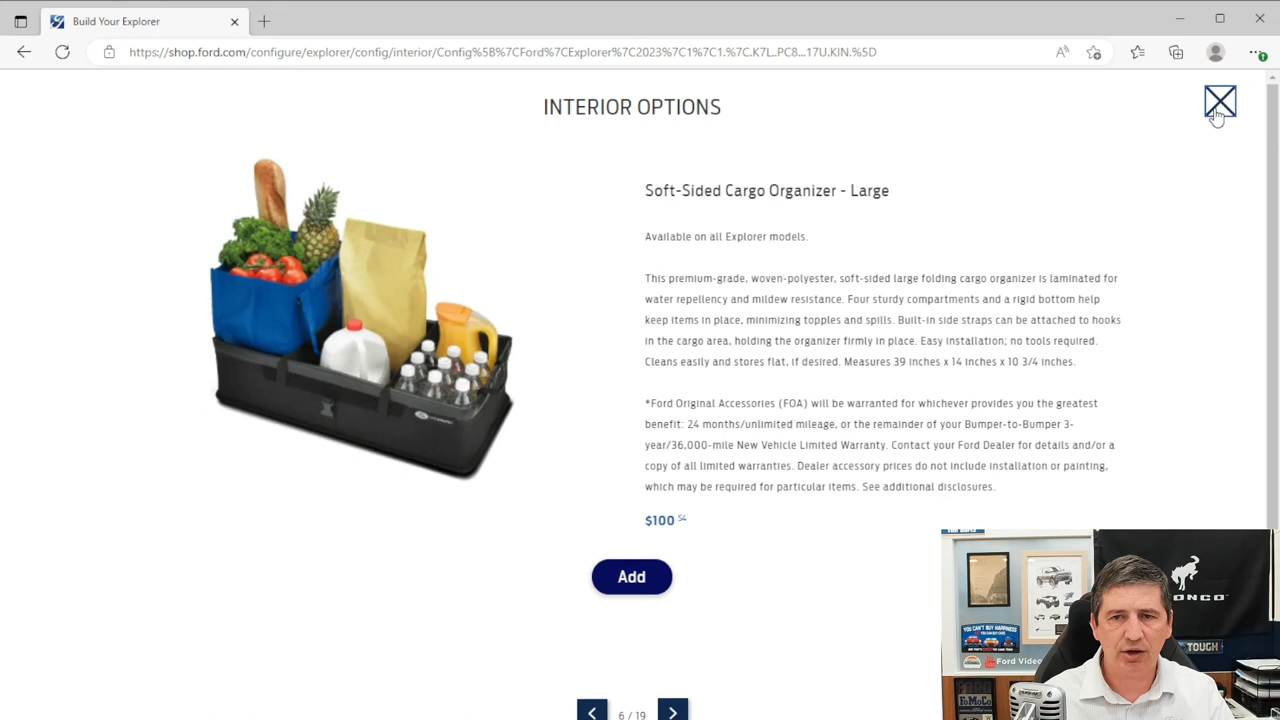 Build Your Explorer
https://shop.ford.com/configure/explorer/config/interior/Config%5B%7CFord%7CExplorer%7C2023%7C1%7C1.%7C.K7L..PC8...17U.KIN.%5D
INTERIOR OPTIONS
Soft-Sided Cargo Organizer - Large
Available on all Explorer models.
This premium-grade, woven-polyester, soft-sided large folding cargo organizer is laminated for
water repellency and mildew resistance. Four sturdy compartments and a rigid bottom help
keep items in place, minimizing topples and spills. Built-in side straps can be attached to hooks
in the cargo area, holding the organizer firmly in place. Easy installation; no tools required.
Cleans easily and stores flat, if desired. Measures 39 inches x 14 inches x 10 3/4 inches.
*Ford Original Accessories (FOA) will be warranted for whichever provides you the greatest
benefit: 24 months/unlimited mileage, or the remainder of your Bumper-to-Bumper 3-
year/36,000-mile New Vehicle Limited Warranty. Contact your Ford Dealer for details and/or a
copy of all limited warranties. Dealer accessory prices do not include installation or painting,
which may be required for particular items. See additional disclosures.
$100 S4
Add
6 / 19
ONCO
YOU CAN'T BUY HAPPINESS
TOUGH
Ford Video